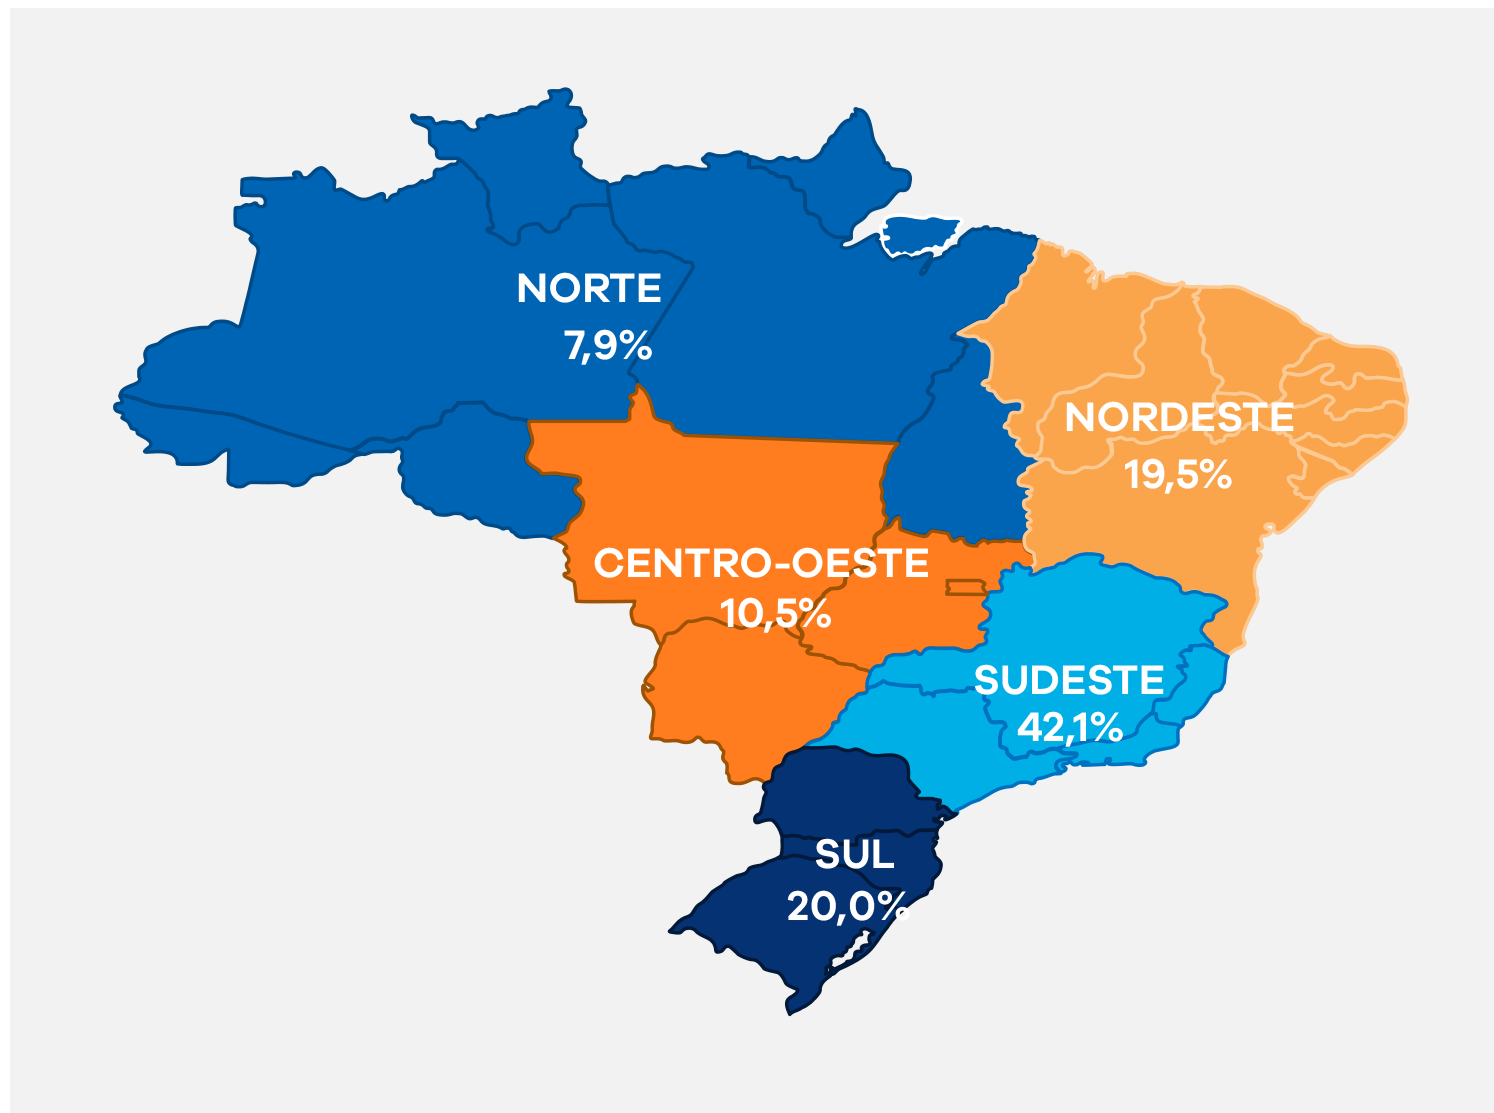 NORTE
7,9%
NORDESTE
19,5%
CENTRO-OESTE
10,5%
SUDESTE
42,1%
SUL
20,0%